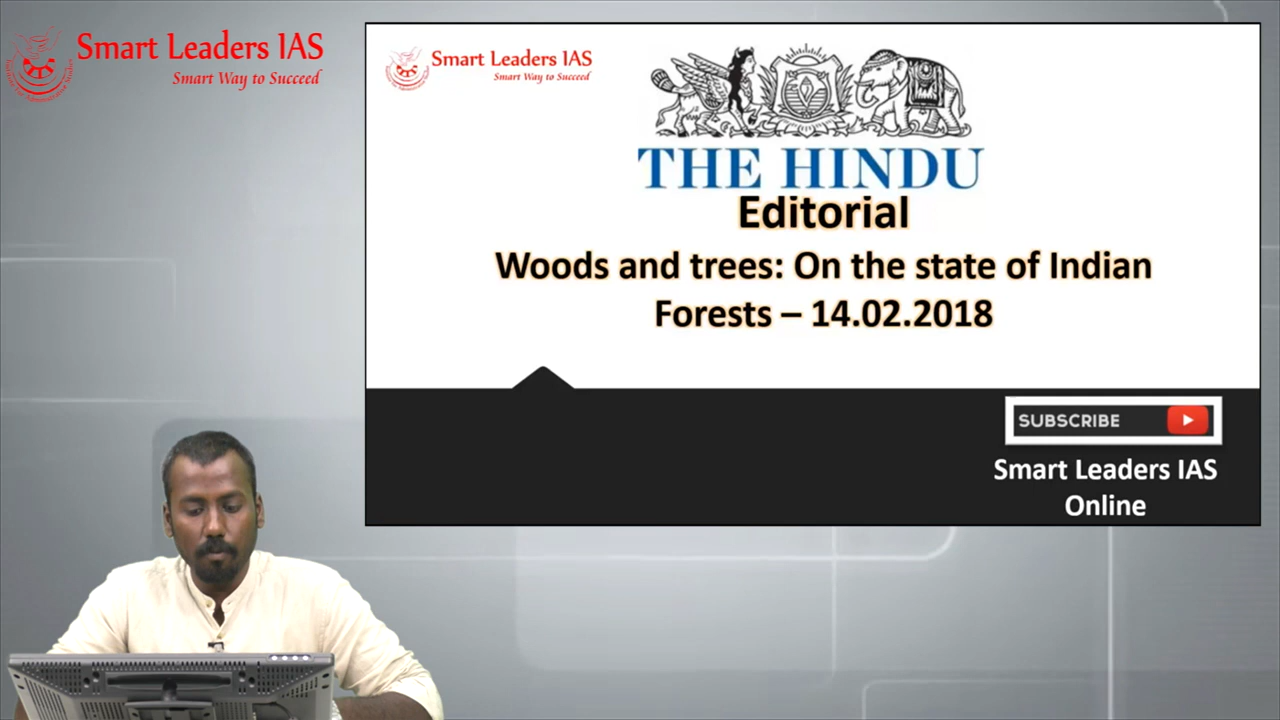 Smart Leaders IAS
Smart Way to Succeed
Smart Leaders IAS
Smart Way to Succeed
THE HINDU
Editorial
Woods and trees: On the state of Indian
Forests – 14.02.2018
SUBSCRIBE
Smart Leaders IAS
Online